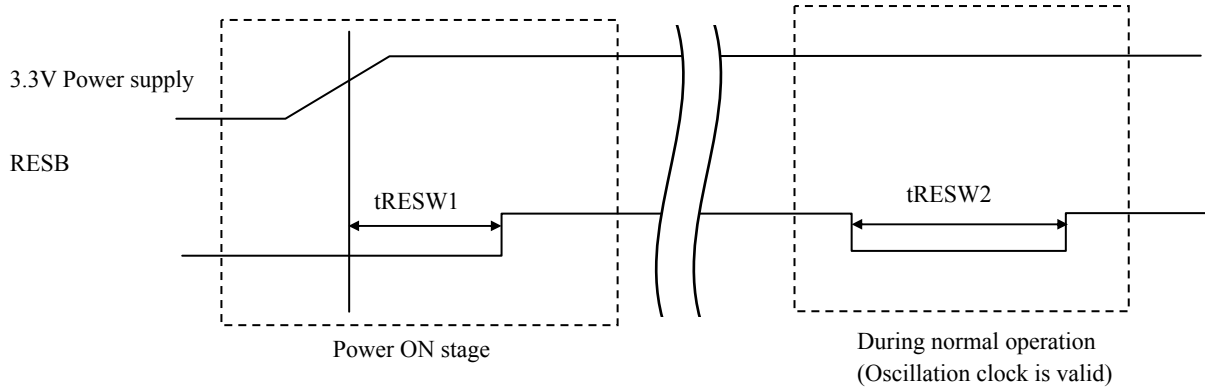 3.3V Power supply
RESB
tRESW1
tRESW2
Power ON stage
During normal operation
(Oscillation clock is valid)